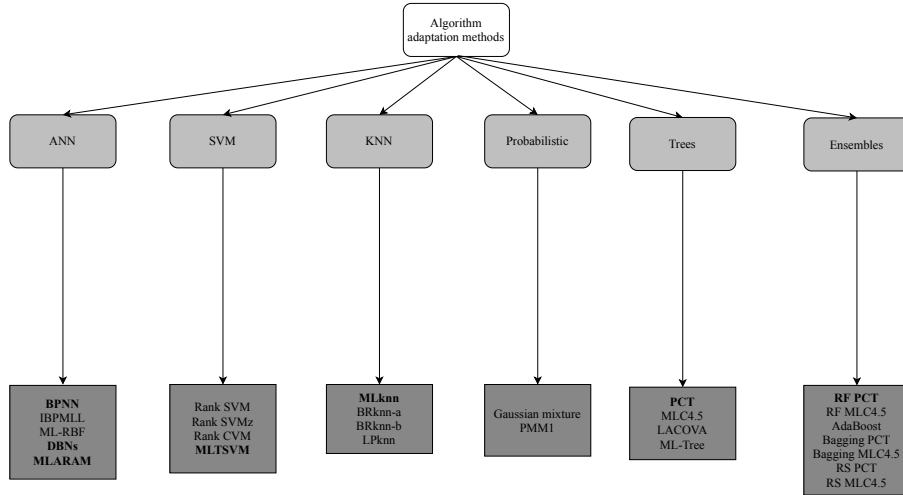 Algorithm
adaptation methods
ANN
SVM
KNN
Probabilistic
Trees
Ensembles
BPNN
IBPMLL
ML-RBF
DBNs
MLARAM
Rank SVM
Rank SVMz
Rank CVM
MLTSVM
MLknn
BRknn-a
BRknn-b
LPknn
Gaussian mixture
PMM1
PCT
MLC4.5
LACOVA
ML-Tree
RF PCT
RF MLC4.5
AdaBoost
Bagging PCT
Bagging MLC4.5
RS PCT
RS MLC4.5